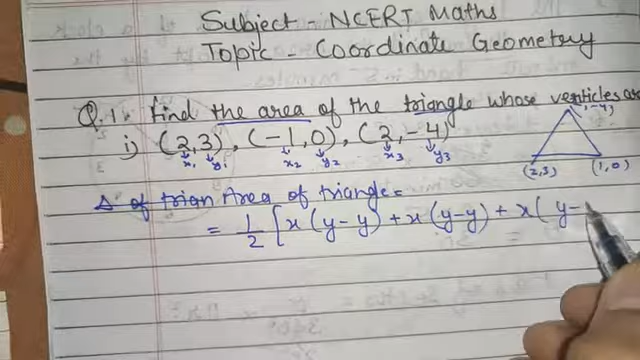 Subject - NCERT Maths
Topic - Coordinate Geometry
Q.1. Find the area of the triangle whose verticles are
i) (2,3), (-1,0), (2,-4)
x₁ y₁ x₂ y₂ x₃ y₃
(2,3) (1,0)
Δ of trian Area of triangle =
= 1/2 [x(y-y) + x(y-y) + x(y-